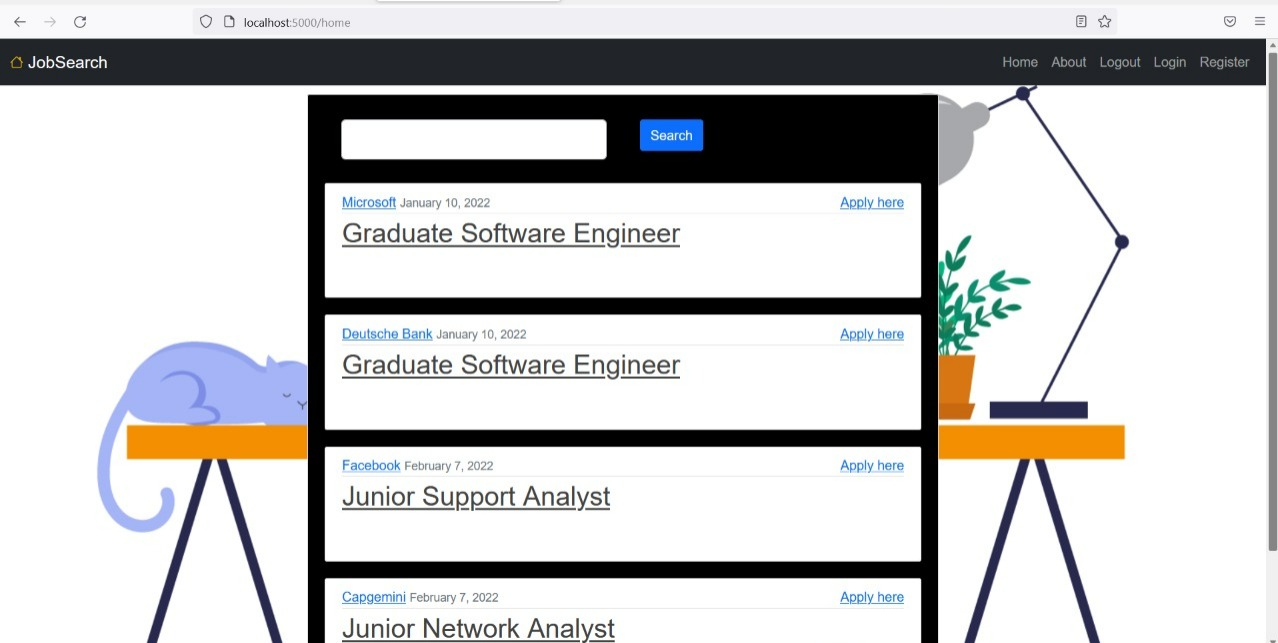 localhost:5000/home
JobSearch Home About Logout Login Register
Search
Microsoft January 10, 2022 Apply here
Graduate Software Engineer
Deutsche Bank January 10, 2022 Apply here
Graduate Software Engineer
Facebook February 7, 2022 Apply here
Junior Support Analyst
Capgemini February 7, 2022 Apply here
Junior Network Analyst